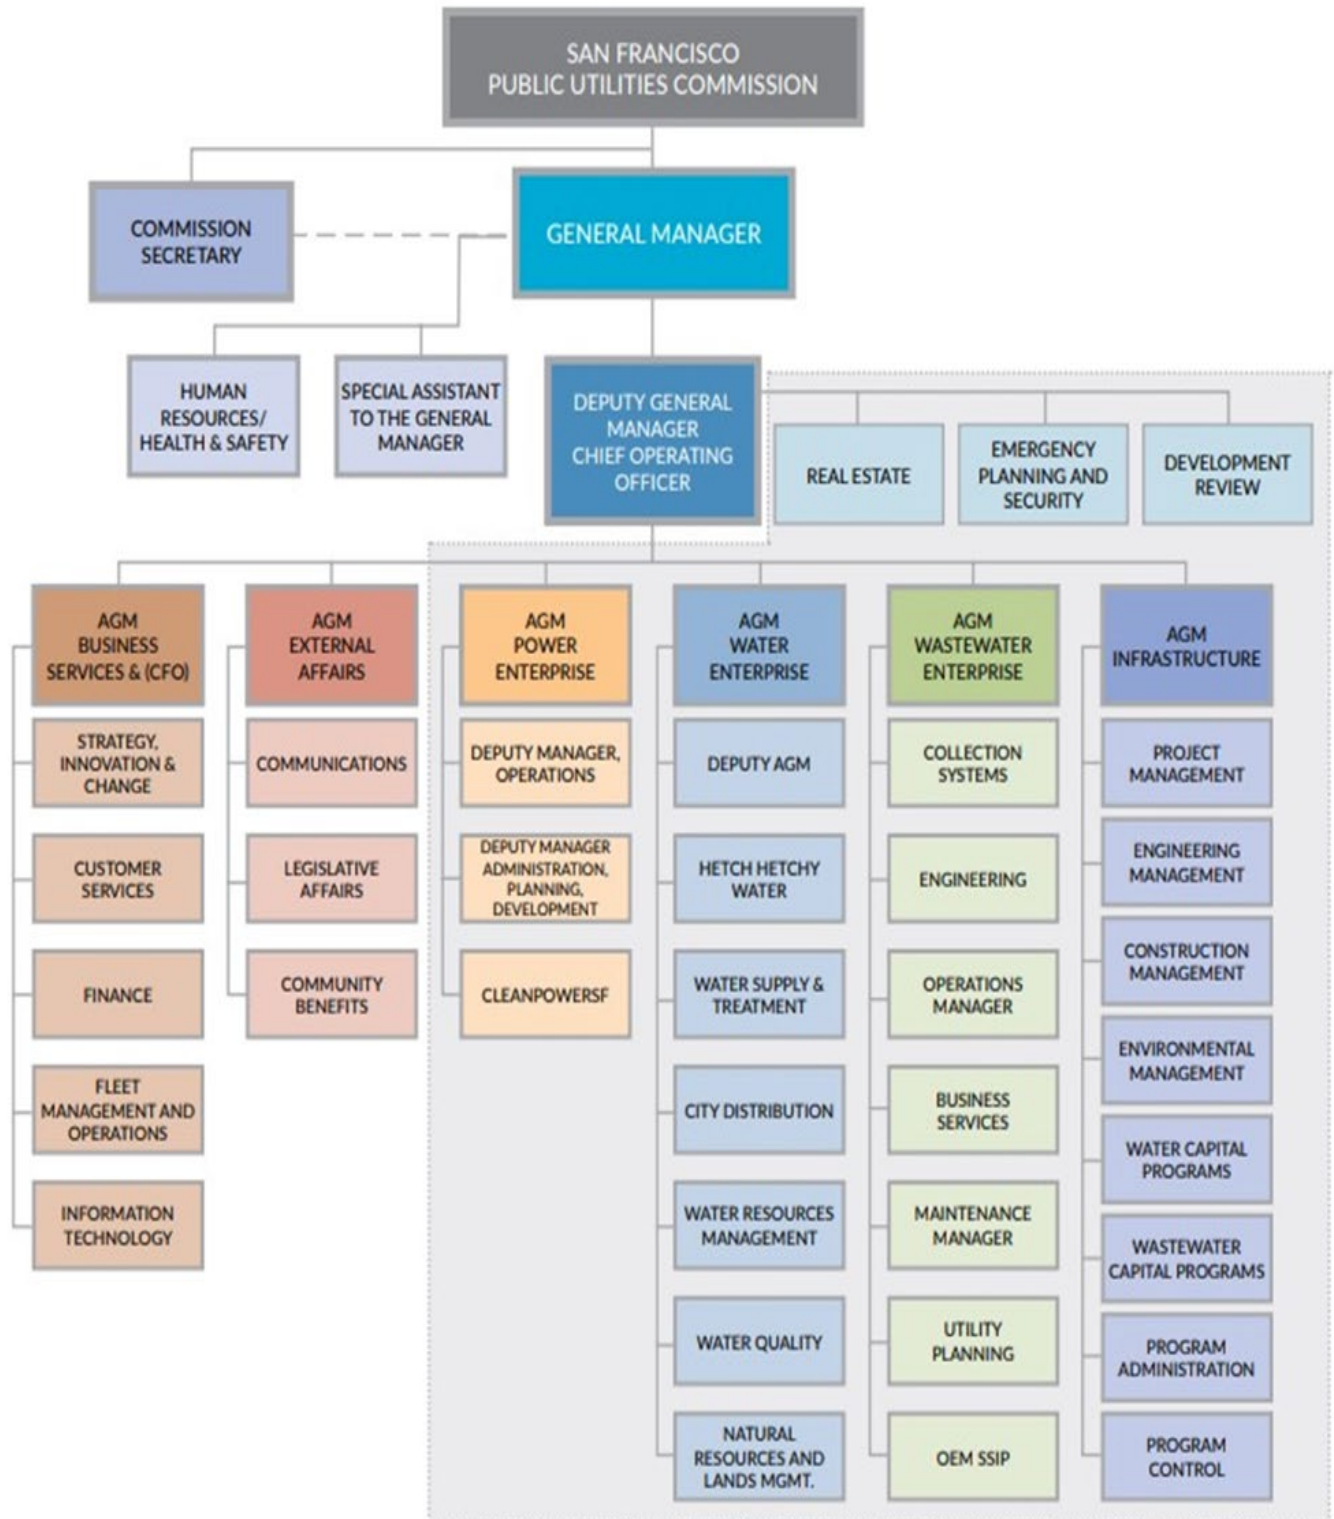 SAN FRANCISCO
PUBLIC UTILITIES COMMISSION
COMMISSION
SECRETARY
GENERAL MANAGER
HUMAN
RESOURCES/
HEALTH & SAFETY
SPECIAL ASSISTANT
TO THE GENERAL
MANAGER
DEPUTY GENERAL
MANAGER
CHIEF OPERATING
OFFICER
REAL ESTATE
EMERGENCY
PLANNING AND
SECURITY
DEVELOPMENT
REVIEW
AGM
BUSINESS
SERVICES & (CFO)
STRATEGY,
INNOVATION &
CHANGE
CUSTOMER
SERVICES
FINANCE
FLEET
MANAGEMENT AND
OPERATIONS
INFORMATION
TECHNOLOGY
AGM
EXTERNAL
AFFAIRS
COMMUNICATIONS
LEGISLATIVE
AFFAIRS
COMMUNITY
BENEFITS
AGM
POWER
ENTERPRISE
DEPUTY MANAGER,
OPERATIONS
DEPUTY MANAGER
ADMINISTRATION,
PLANNING,
DEVELOPMENT
CLEANPOWERSF
AGM
WATER
ENTERPRISE
DEPUTY AGM
HETCH HETCHY
WATER
WATER SUPPLY &
TREATMENT
CITY DISTRIBUTION
WATER RESOURCES
MANAGEMENT
WATER QUALITY
NATURAL
RESOURCES AND
LANDS MGMT.
AGM
WASTEWATER
ENTERPRISE
COLLECTION
SYSTEMS
ENGINEERING
OPERATIONS
MANAGER
BUSINESS
SERVICES
MAINTENANCE
MANAGER
UTILITY
PLANNING
OEM SSIP
AGM
INFRASTRUCTURE
PROJECT
MANAGEMENT
ENGINEERING
MANAGEMENT
CONSTRUCTION
MANAGEMENT
ENVIRONMENTAL
MANAGEMENT
WATER CAPITAL
PROGRAMS
WASTEWATER
CAPITAL PROGRAMS
PROGRAM
ADMINISTRATION
PROGRAM
CONTROL